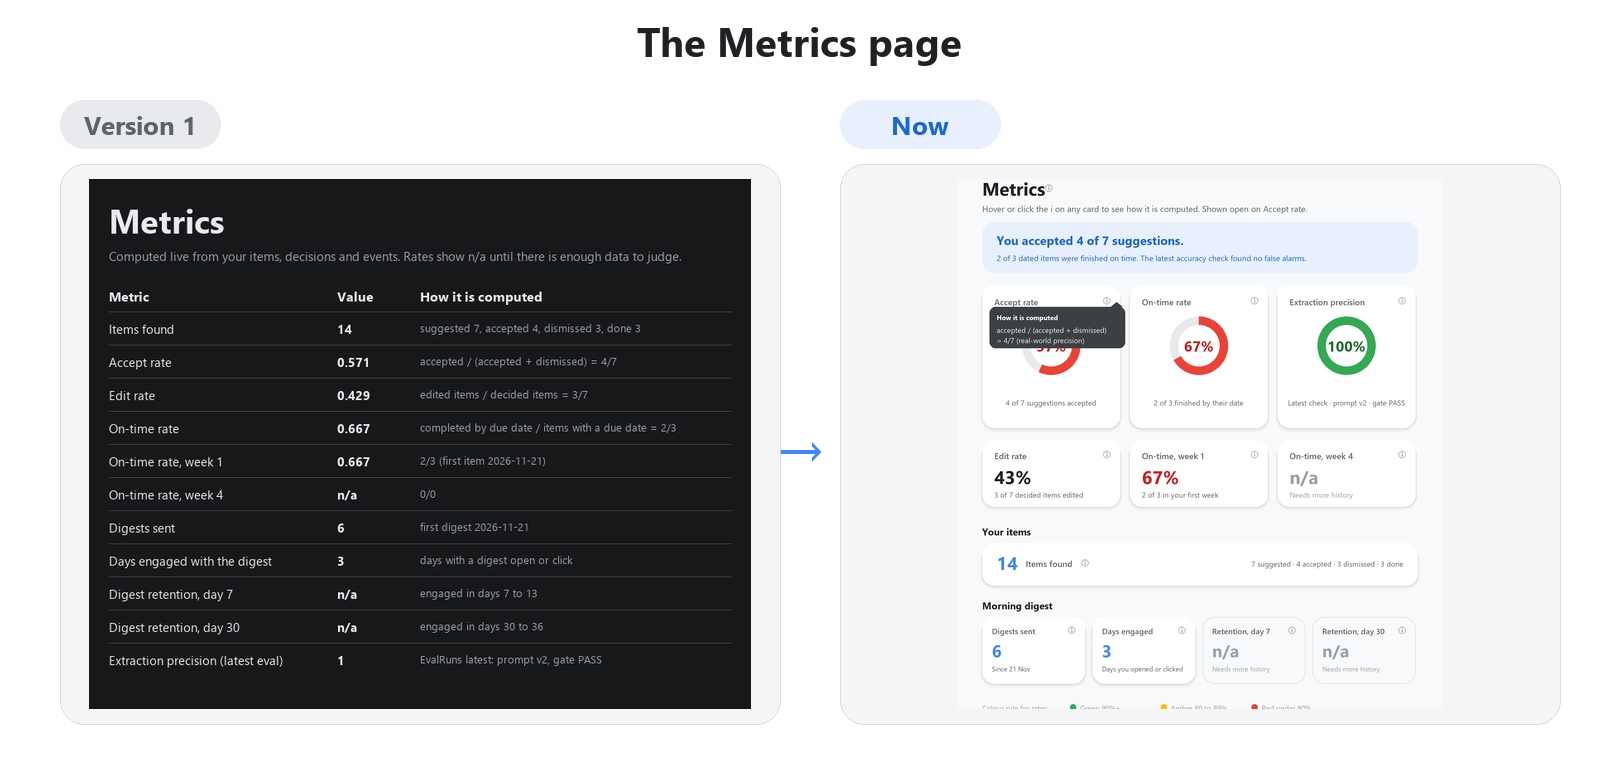 The Metrics page
Version 1
Metrics
Computed live from your items, decisions and events. Rates show n/a until there is enough data to judge.
Metric Value How it is computed
Items found 14 suggested 7, accepted 4, dismissed 3, done 3
Accept rate 0.571 accepted / (accepted + dismissed) = 4/7
Edit rate 0.429 edited items / decided items = 3/7
On-time rate 0.667 completed by due date / items with a due date = 2/3
On-time rate, week 1 0.667 2/3 (first item 2026-11-21)
On-time rate, week 4 n/a 0/0
Digests sent 6 first digest 2026-11-21
Days engaged with the digest 3 days with a digest open or click
Digest retention, day 7 n/a engaged in days 7 to 13
Digest retention, day 30 n/a engaged in days 30 to 36
Extraction precision (latest eval) 1 EvalRuns latest: prompt v2, gate PASS
Now
Metrics
Hover or click the i on any card to see how it is computed. Shown open on Accept rate.
You accepted 4 of 7 suggestions.
2 of 3 dated items were finished on time. The latest accuracy check found no false alarms.
Accept rate
How it is computed
accepted / (accepted + dismissed)
= 4/7 (real-world precision)
57%
4 of 7 suggestions accepted
On-time rate
67%
2 of 3 finished by their date
Extraction precision
100%
Latest check · prompt v2 · gate PASS
Edit rate
43%
3 of 7 decided items edited
On-time, week 1
67%
2 of 3 in your first week
On-time, week 4
n/a
Needs more history
Your items
14 Items found 7 suggested · 4 accepted · 3 dismissed · 3 done
Morning digest
Digests sent
6
Since 21 Nov
Days engaged
3
Days you opened or clicked
Retention, day 7
n/a
Needs more history
Retention, day 30
n/a
Needs more history
Colour rule for rates: Green 90%+ Amber 80 to 89% Red under 80%